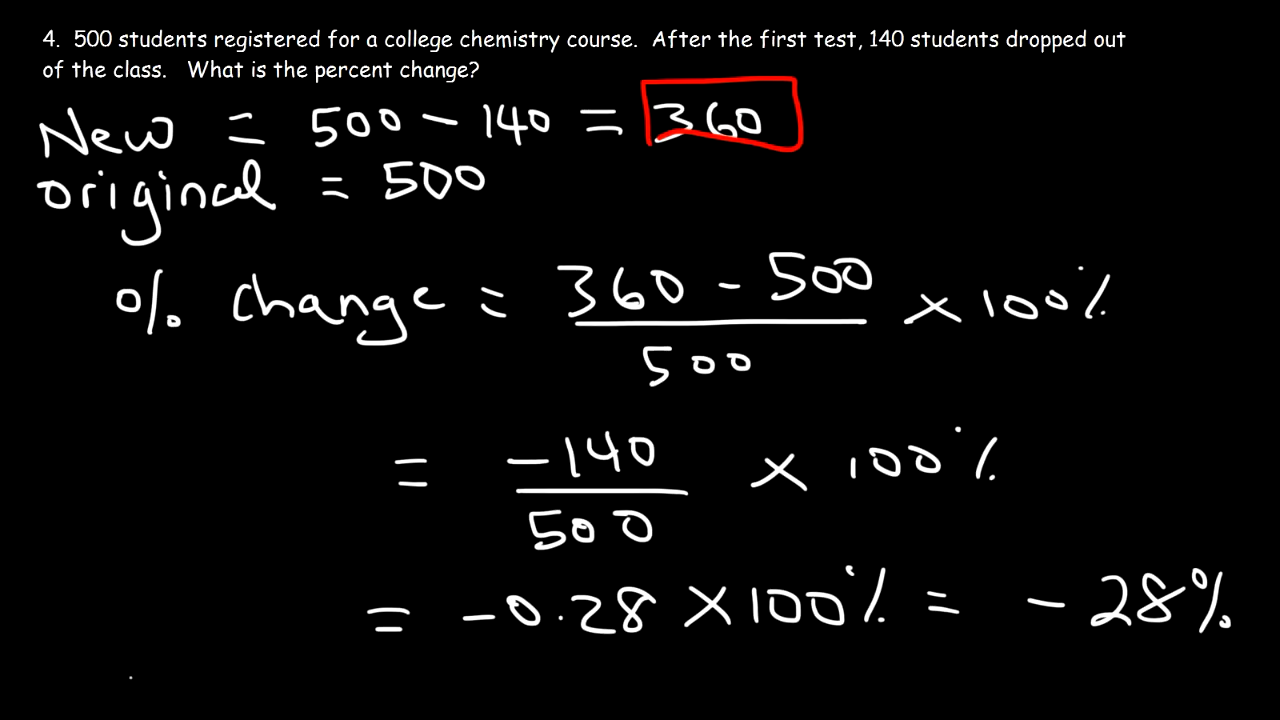 4. 500 students registered for a college chemistry course. After the first test, 140 students dropped out
of the class. What is the percent change?
New = 500 - 140 = 360
original = 500
% change = 360 - 500 / 500 × 100%
= -140 / 500 × 100%
= -0.28 × 100% = -28%